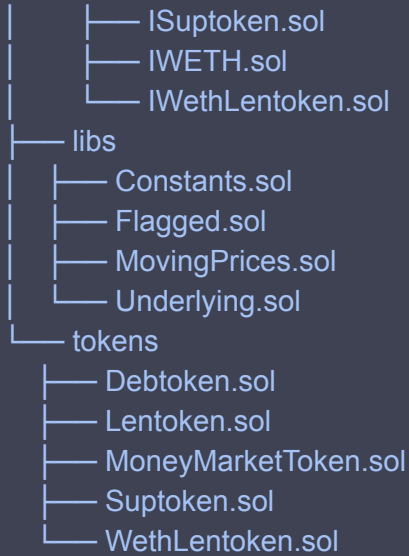 │       ├── ISuptoken.sol
│       ├── IWETH.sol
│       └── IWethLentoken.sol
├── libs
│   ├── Constants.sol
│   ├── Flagged.sol
│   ├── MovingPrices.sol
│   └── Underlying.sol
└── tokens
    ├── Debtoken.sol
    ├── Lentoken.sol
    ├── MoneyMarketToken.sol
    ├── Suptoken.sol
    └── WethLentoken.sol